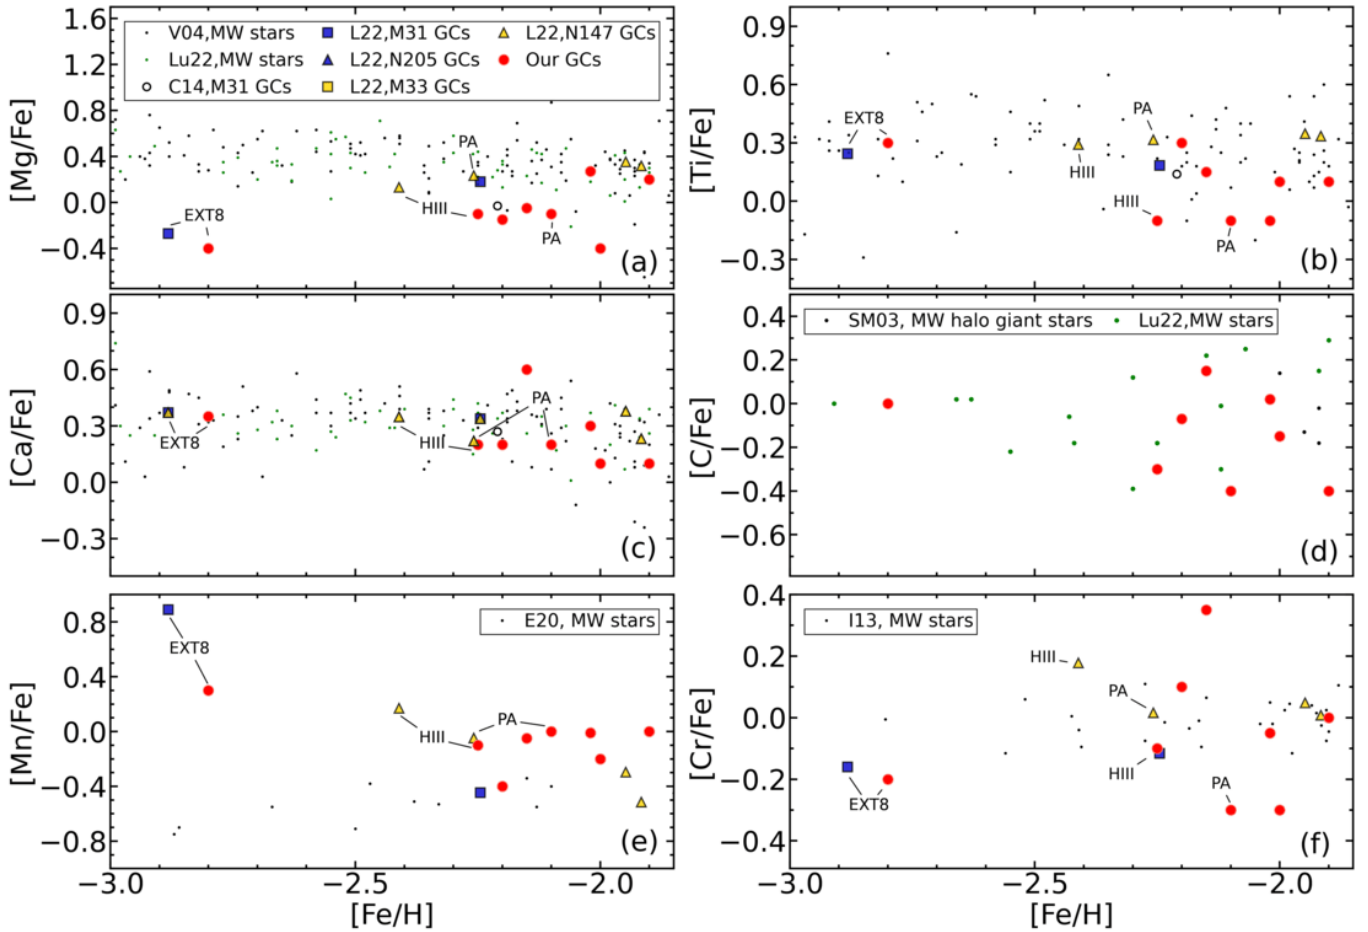 1.6
1.2
0.8
0.4
0.0
−0.4
[Mg/Fe]
V04,MW stars
L22,M31 GCs
L22,N147 GCs
Lu22,MW stars
L22,N205 GCs
Our GCs
C14,M31 GCs
L22,M33 GCs
PA
HIII
EXT8
PA
(a)
0.9
0.6
0.3
0.0
−0.3
[Ti/Fe]
EXT8
PA
HIII
HIII
PA
(b)
0.9
0.6
0.3
0.0
−0.3
[Ca/Fe]
PA
EXT8
HIII
(c)
0.4
0.2
0.0
−0.2
−0.4
−0.6
[C/Fe]
SM03, MW halo giant stars
Lu22,MW stars
(d)
0.8
0.4
0.0
−0.4
−0.8
[Mn/Fe]
E20, MW stars
EXT8
PA
HIII
(e)
−3.0
−2.5
−2.0
[Fe/H]
0.4
0.2
0.0
−0.2
−0.4
[Cr/Fe]
I13, MW stars
HIII
PA
HIII
EXT8
PA
(f)
−3.0
−2.5
−2.0
[Fe/H]